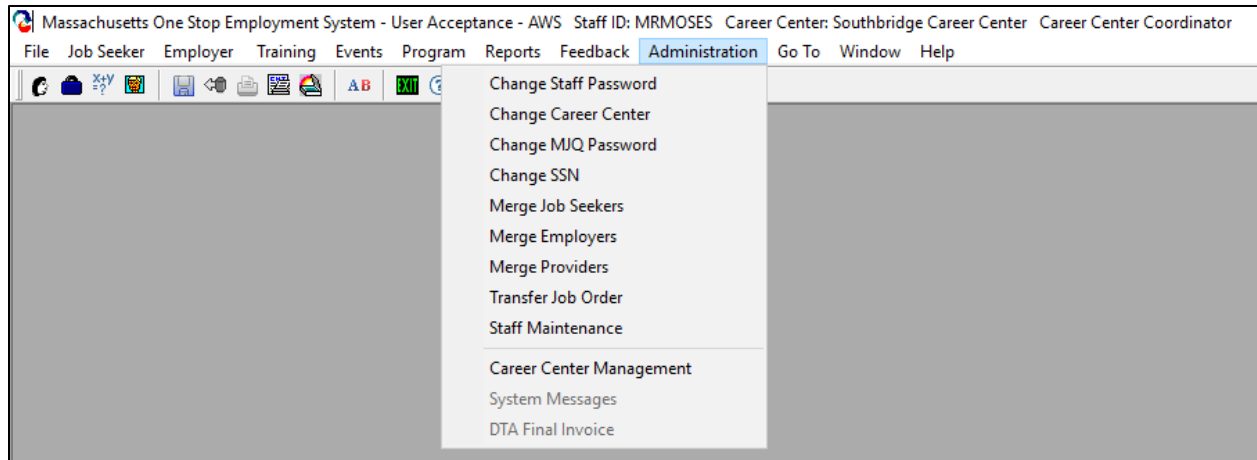 Massachusetts One Stop Employment System - User Acceptance - AWS Staff ID: MRMOSES Career Center: Southbridge Career Center Career Center Coordinator
File Job Seeker Employer Training Events Program Reports Feedback Administration Go To Window Help
X+Y =? AB EXIT ?
Change Staff Password
Change Career Center
Change MJQ Password
Change SSN
Merge Job Seekers
Merge Employers
Merge Providers
Transfer Job Order
Staff Maintenance
Career Center Management
System Messages
DTA Final Invoice